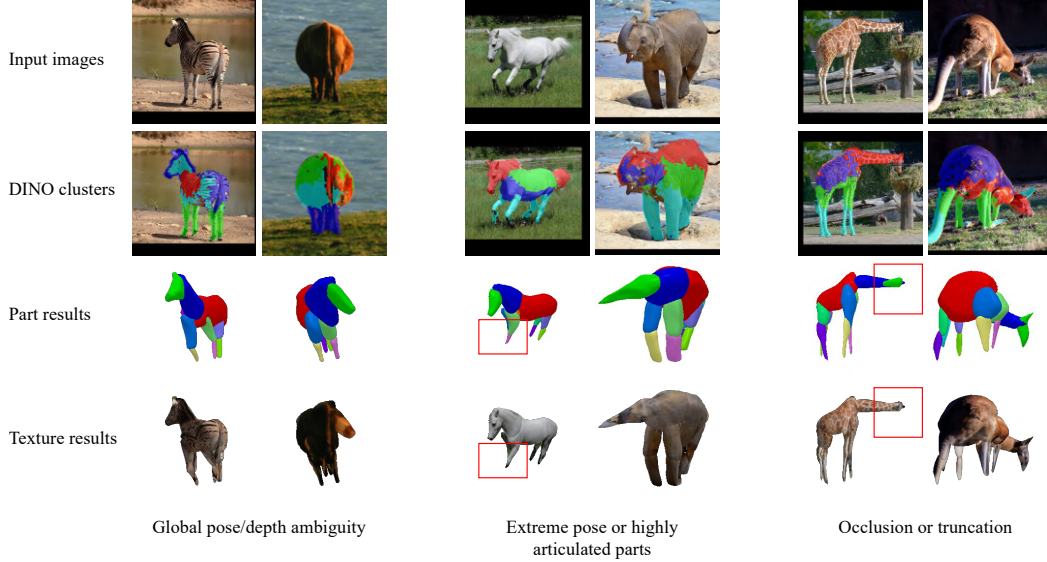 Input images
DINO clusters
Part results
Texture results
Global pose/depth ambiguity
Extreme pose or highly
articulated parts
Occlusion or truncation